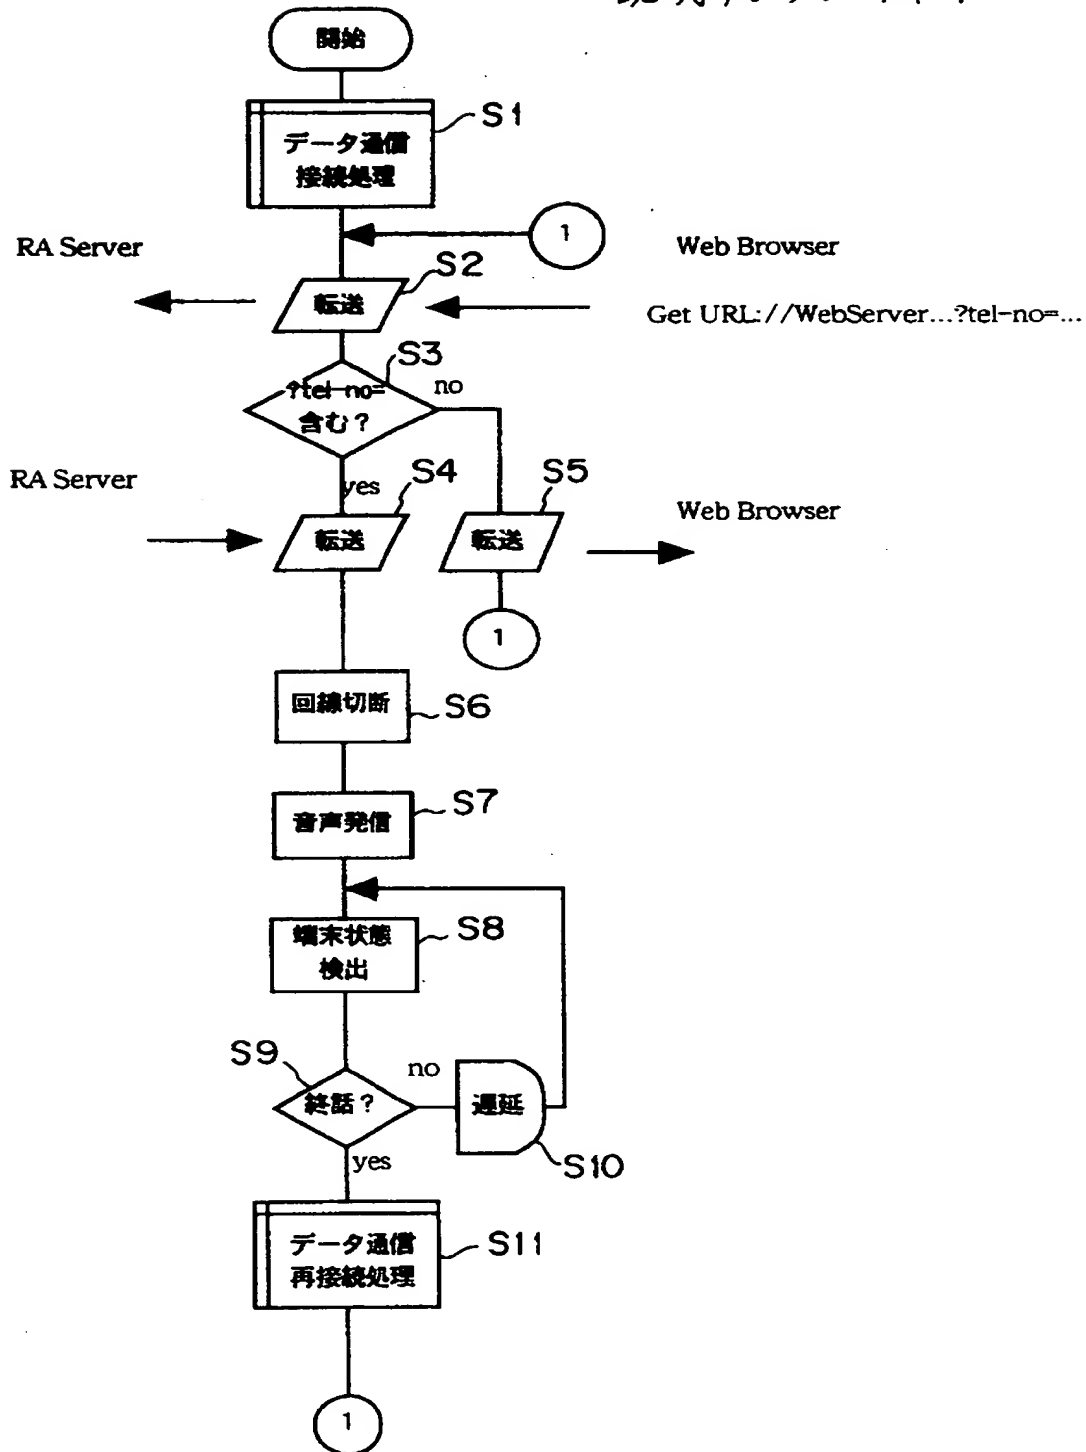 開始
S1
データ通信
接続処理
1
RA Server
Web Browser
S2
転送
Get URL://WebServer...?tel-no=...
S3
?tel-no=
含む？
no
yes
RA Server
S4
S5
転送
転送
Web Browser
1
回線切断
S6
音声発信
S7
端末状態
検出
S8
S9
終話？
no
遅延
S10
yes
データ通信
再接続処理
S11
1